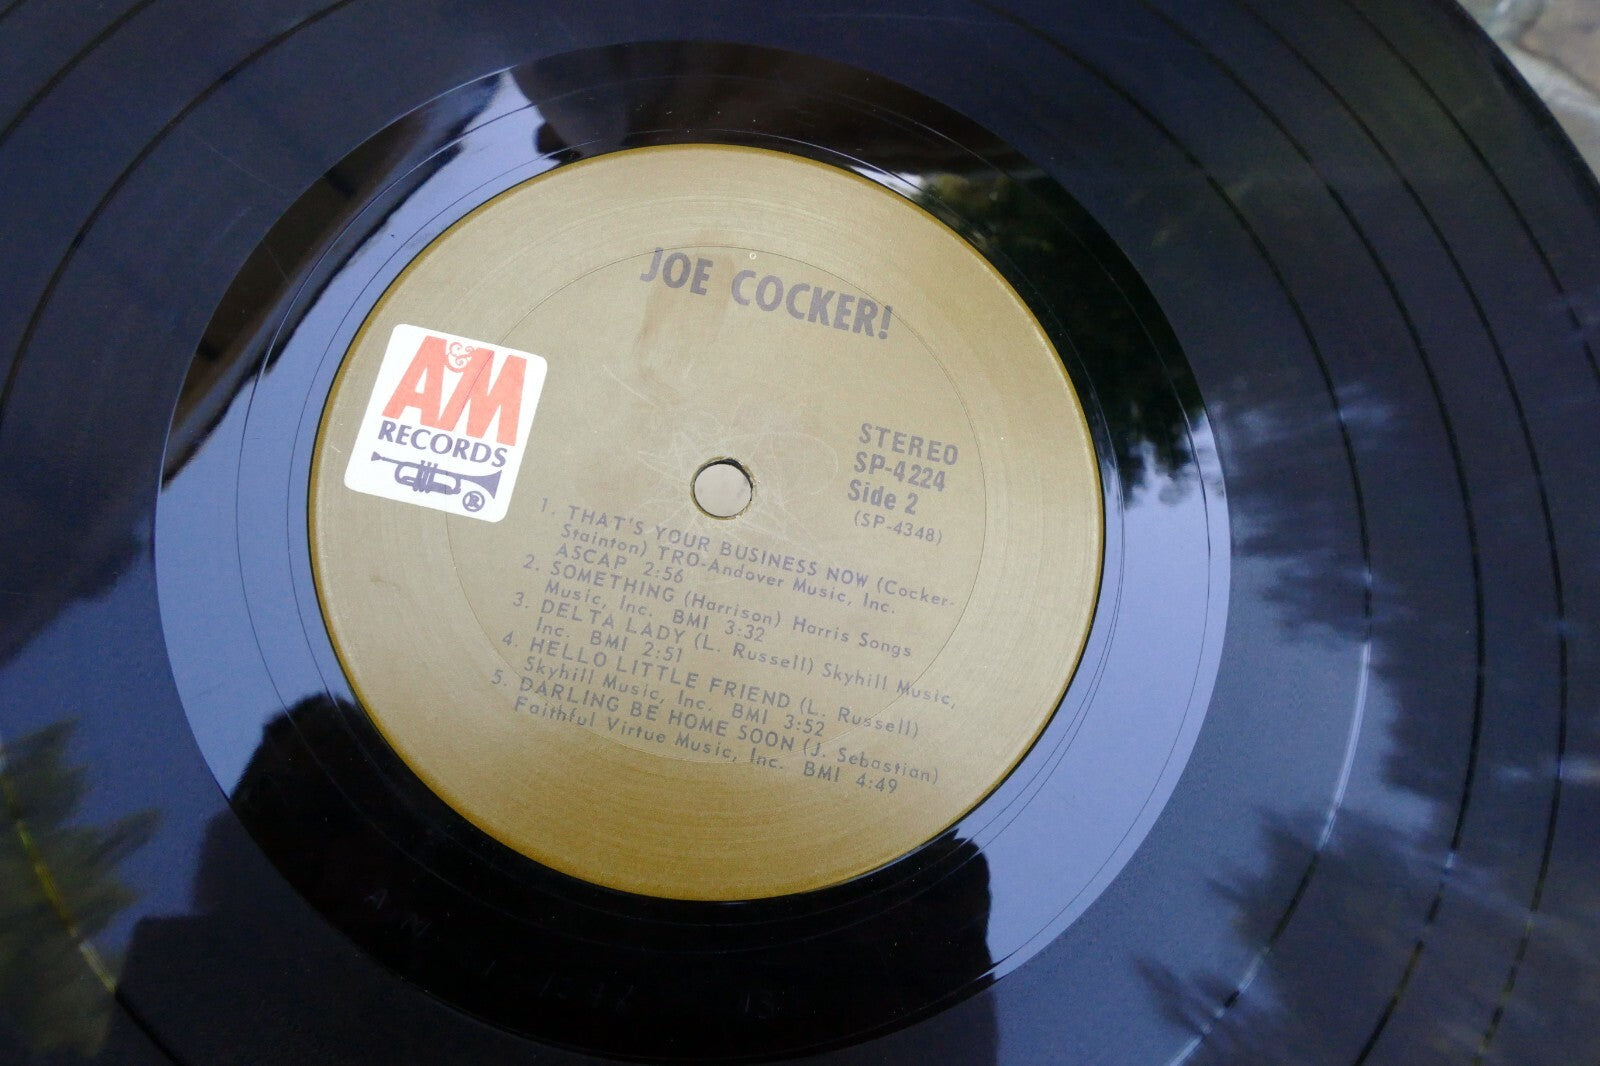 JOE COCKER!
A&M
RECORDS
®
STEREO
SP-4224
Side 2
(SP-4348)
1. THAT'S YOUR BUSINESS NOW (Cocker-
Stainton) TRO-Andover Music, Inc.
ASCAP 2:56
2. SOMETHING (Harrison) Harris Songs
Music, Inc. BMI 3:32
3. DELTA LADY (L. Russell) Skyhill Music,
Inc. BMI 2:51
4. HELLO LITTLE FRIEND (L. Russell)
Skyhill Music, Inc. BMI 3:52
5. DARLING BE HOME SOON (J. Sebastian)
Faithful Virtue Music, Inc. BMI 4:49